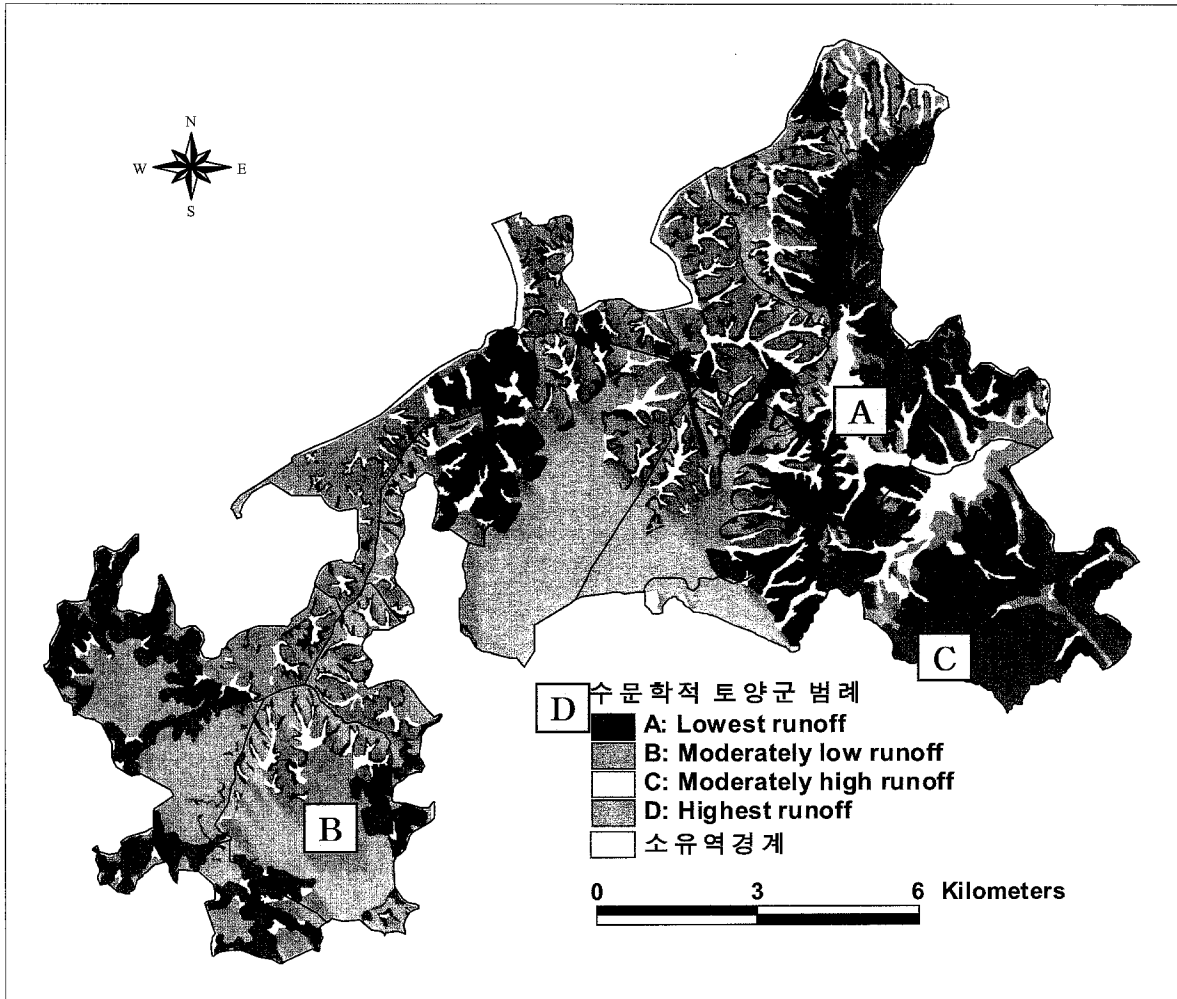 N
W E
S
A
C
D
수문학적 토양군 범례
A: Lowest runoff
B: Moderately low runoff
C: Moderately high runoff
D: Highest runoff
소유역경계
B
0 3 6 Kilometers